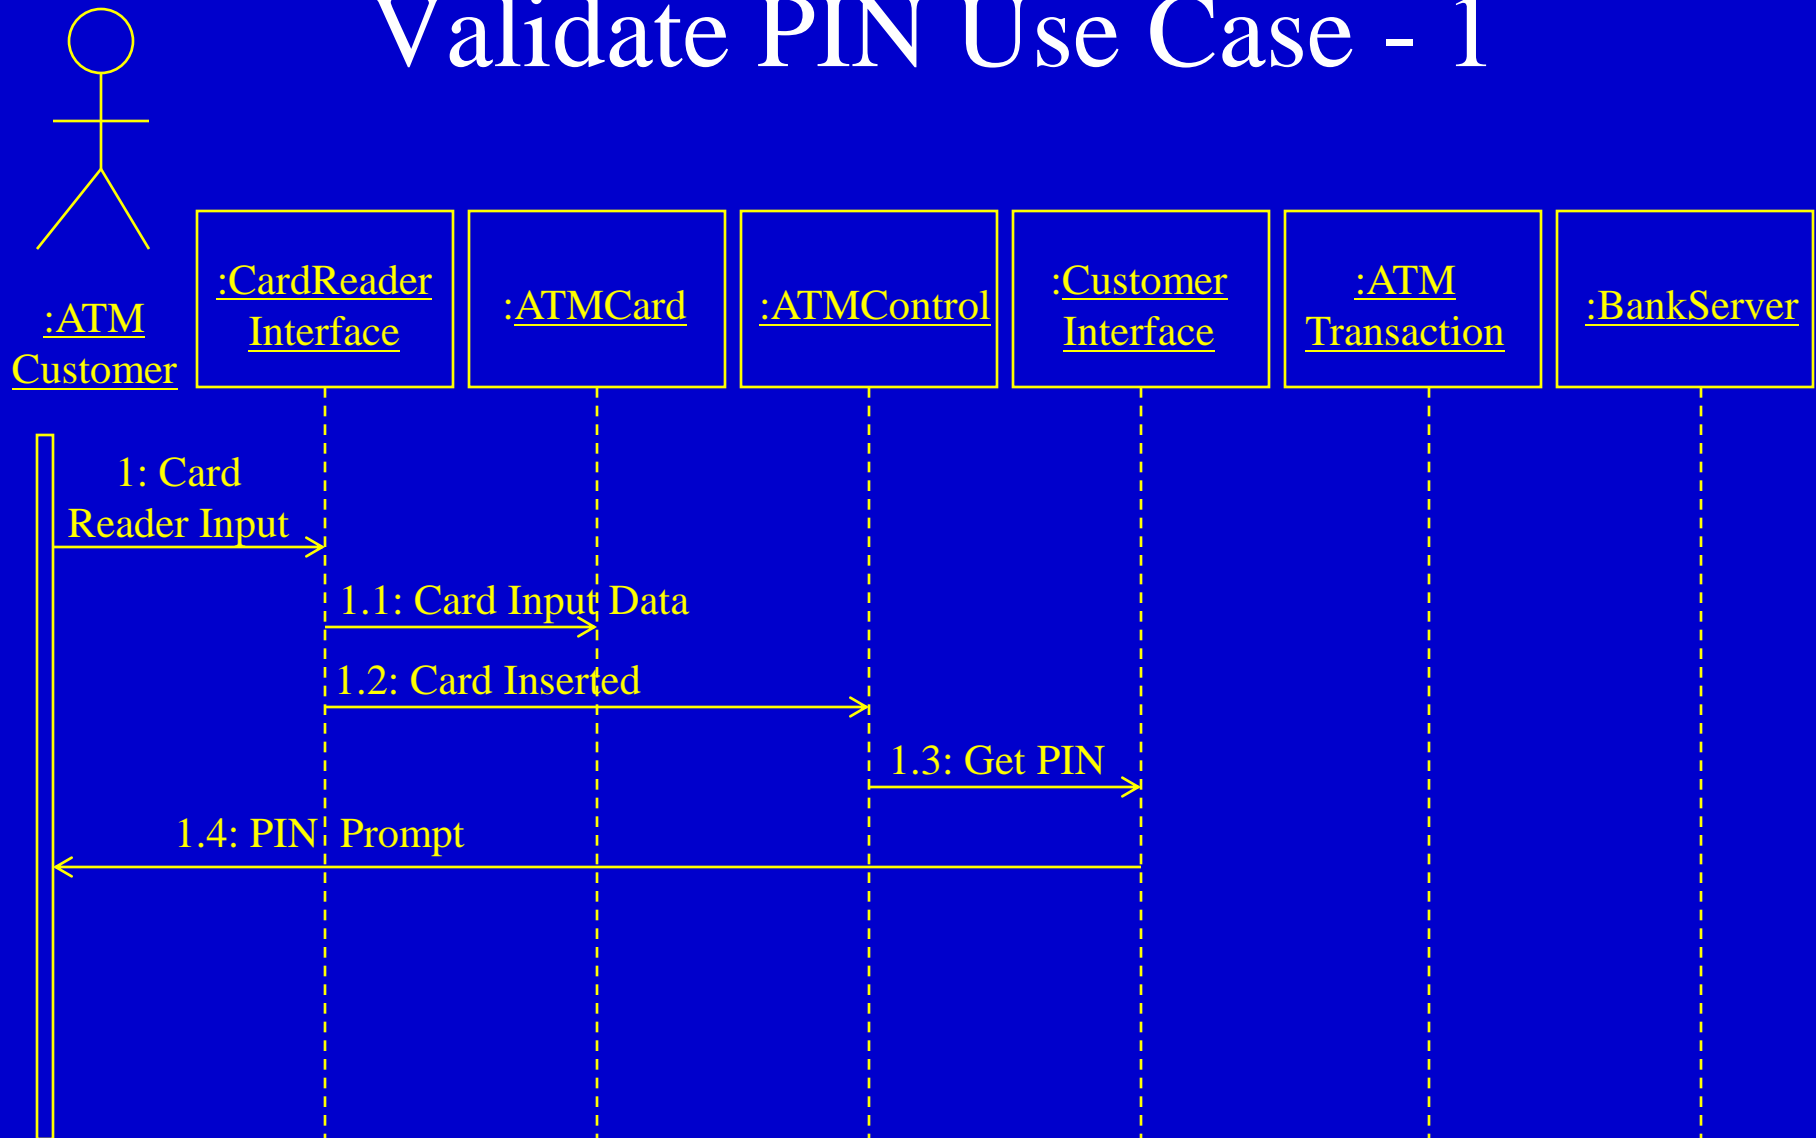 Validate PIN Use Case - 1
:ATM
Customer
:CardReader
Interface
:ATMCard
:ATMControl
:Customer
Interface
:ATM
Transaction
:BankServer
1: Card
Reader Input
1.1: Card Input Data
1.2: Card Inserted
1.3: Get PIN
1.4: PIN Prompt